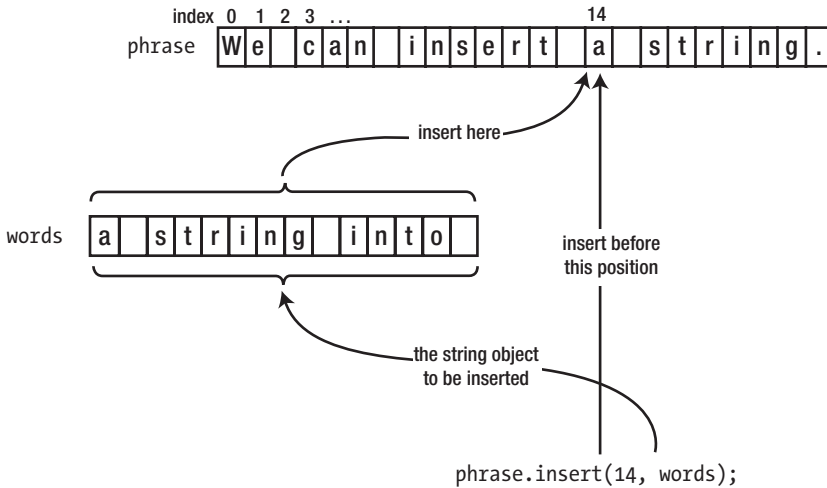 index 0 1 2 3 ... 14
phrase We can insert a string.
insert here
words a string into
insert before
this position
the string object
to be inserted
phrase.insert(14, words);